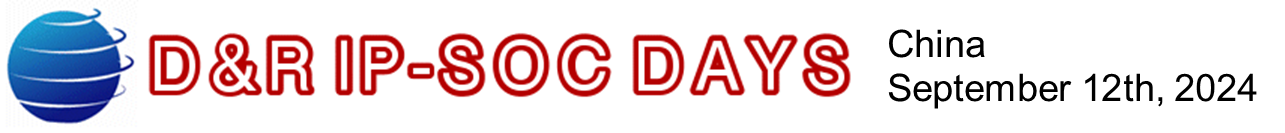 D&R IP-SOC DAYS
China
September 12th, 2024